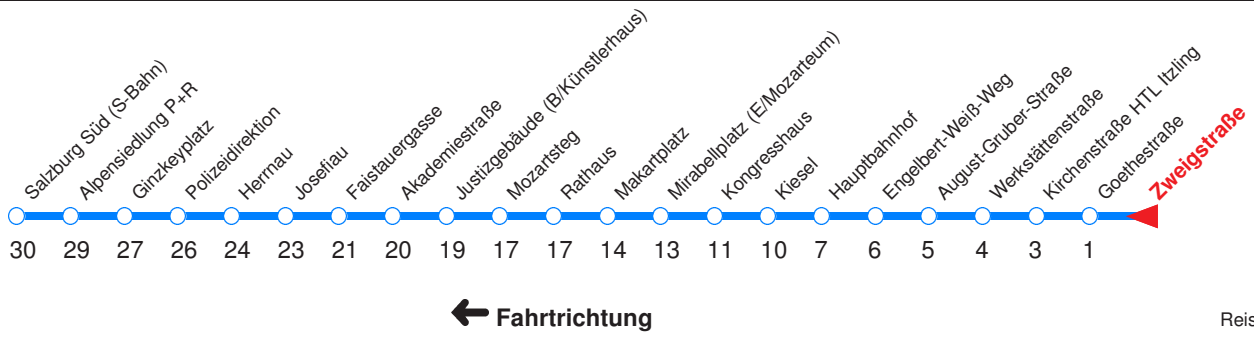 Salzburg Süd (S-Bahn)
Alpensiedlung P+R
Ginzkeyplatz
Polizeidirektion
Herrnau
Josefiau
Faistauergasse
Akademiestraße
Justizgebäude (B/Künstlerhaus)
Mozartsteg
Rathaus
Makartplatz
Mirabellplatz (E/Mozarteum)
Kongresshaus
Kiesel
Hauptbahnhof
Engelbert-Weiß-Weg
August-Gruber-Straße
Werkstättenstraße
Kirchenstraße HTL Itzling
Goethestraße
Zweigstraße
30 29 27 26 24 23 21 20 19 17 17 14 13 11 10 7 6 5 4 3 1
Fahrtrichtung
Reis